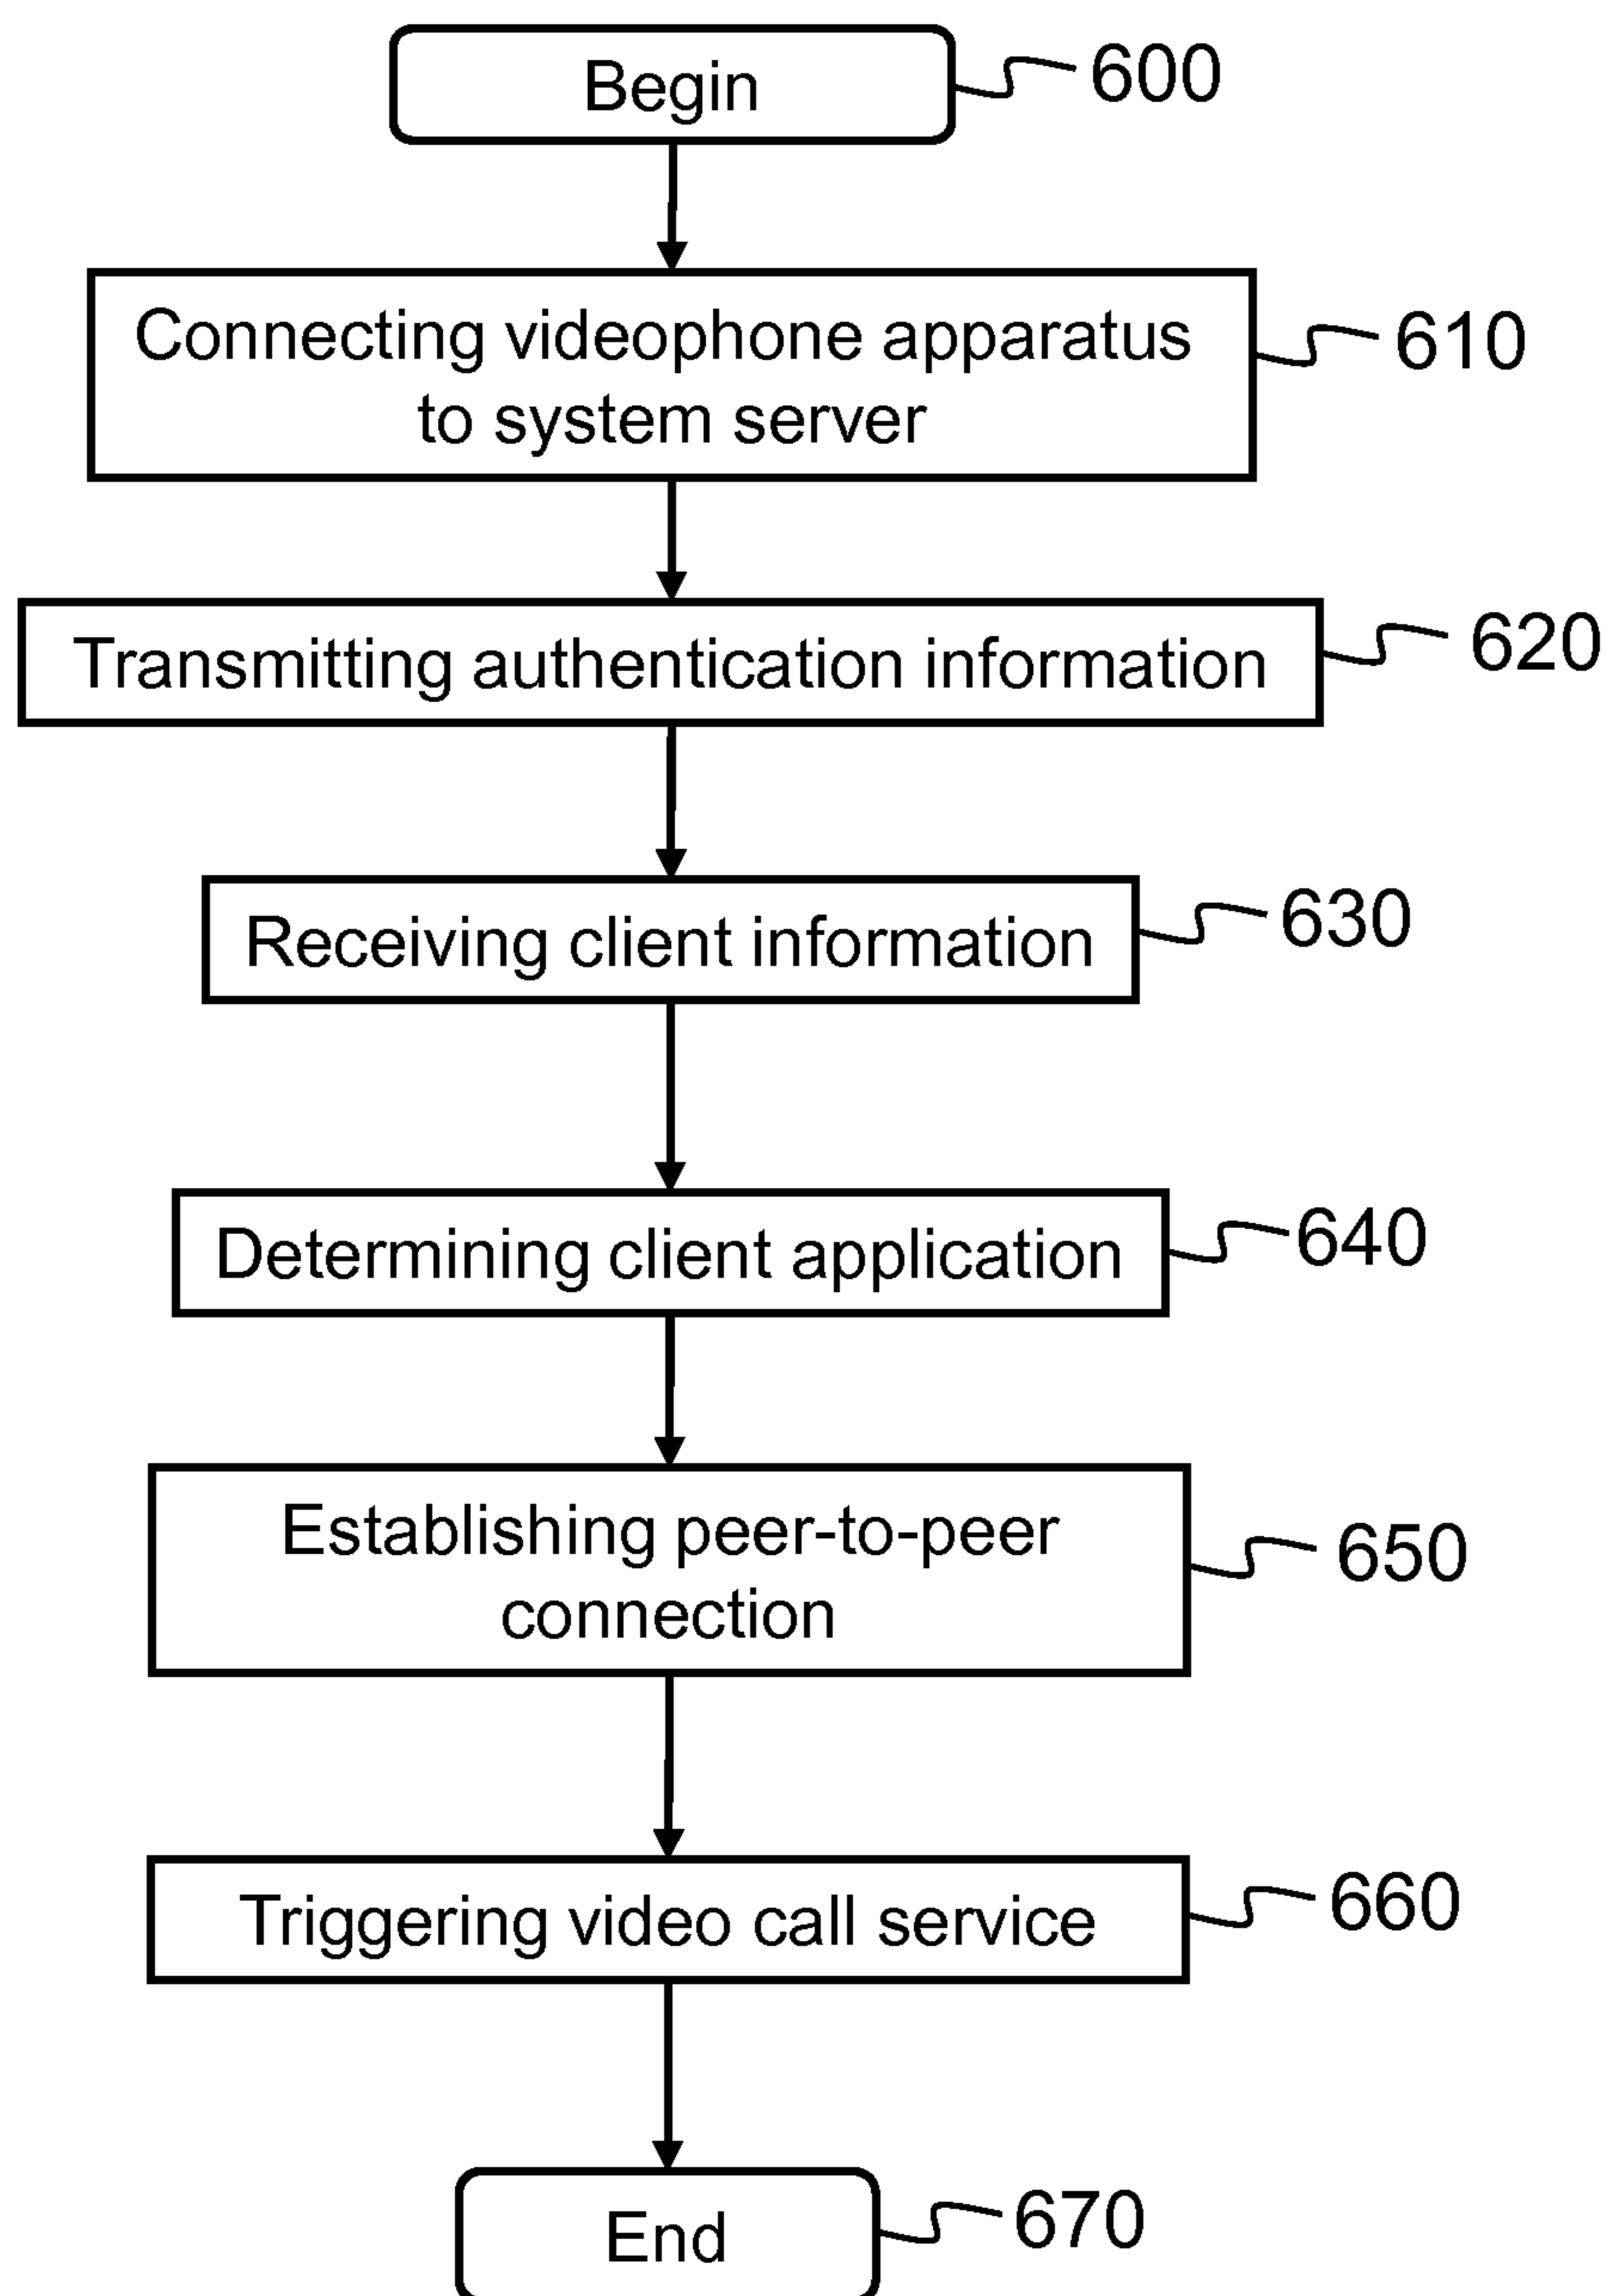 Begin
600
Connecting videophone apparatus
to system server
610
Transmitting authentication information
620
Receiving client information
630
Determining client application
640
Establishing peer-to-peer
connection
650
Triggering video call service
660
End
670